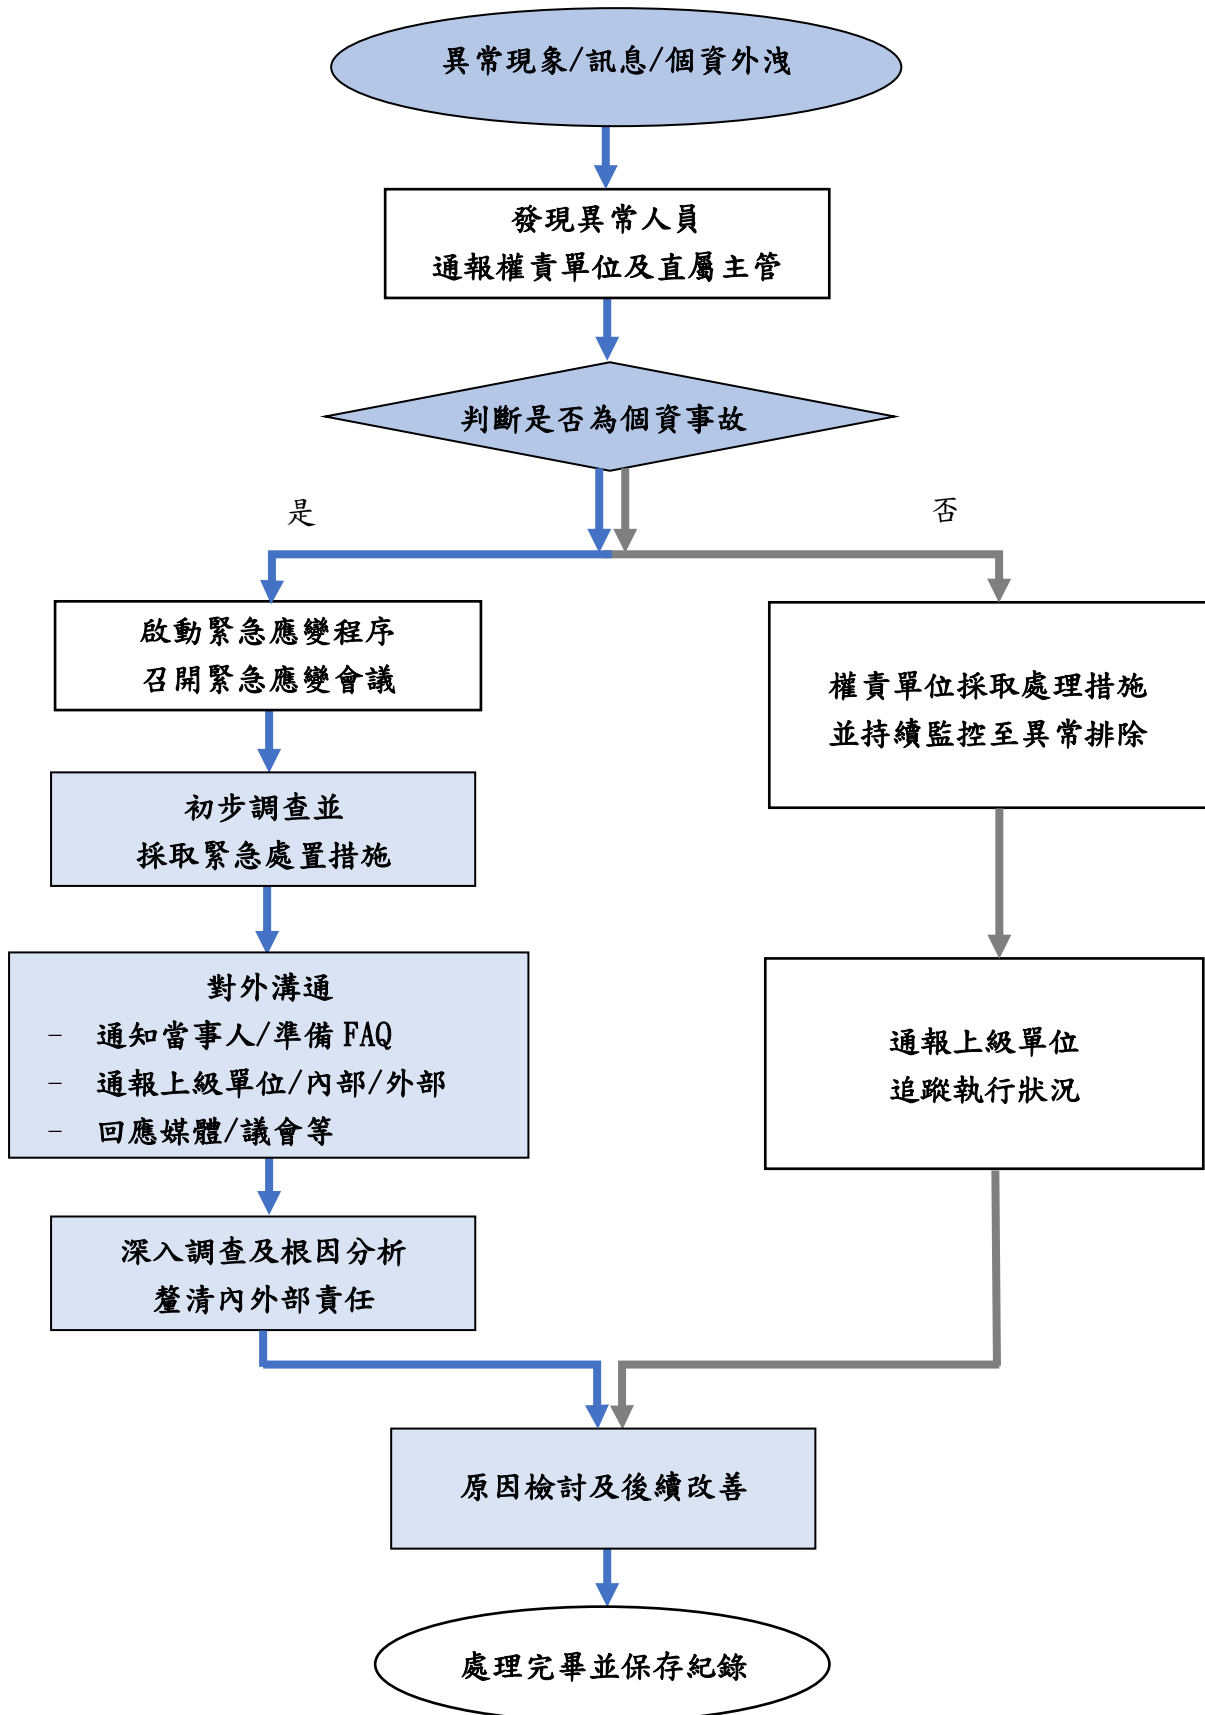 異常現象/訊息/個資外洩
發現異常人員
通報權責單位及直屬主管
判斷是否為個資事故
是
否
啟動緊急應變程序
召開緊急應變會議
權責單位採取處理措施
並持續監控至異常排除
初步調查並
採取緊急處置措施
對外溝通
- 通知當事人/準備 FAQ
- 通報上級單位/內部/外部
- 回應媒體/議會等
通報上級單位
追蹤執行狀況
深入調查及根因分析
釐清內外部責任
原因檢討及後續改善
處理完畢並保存紀錄